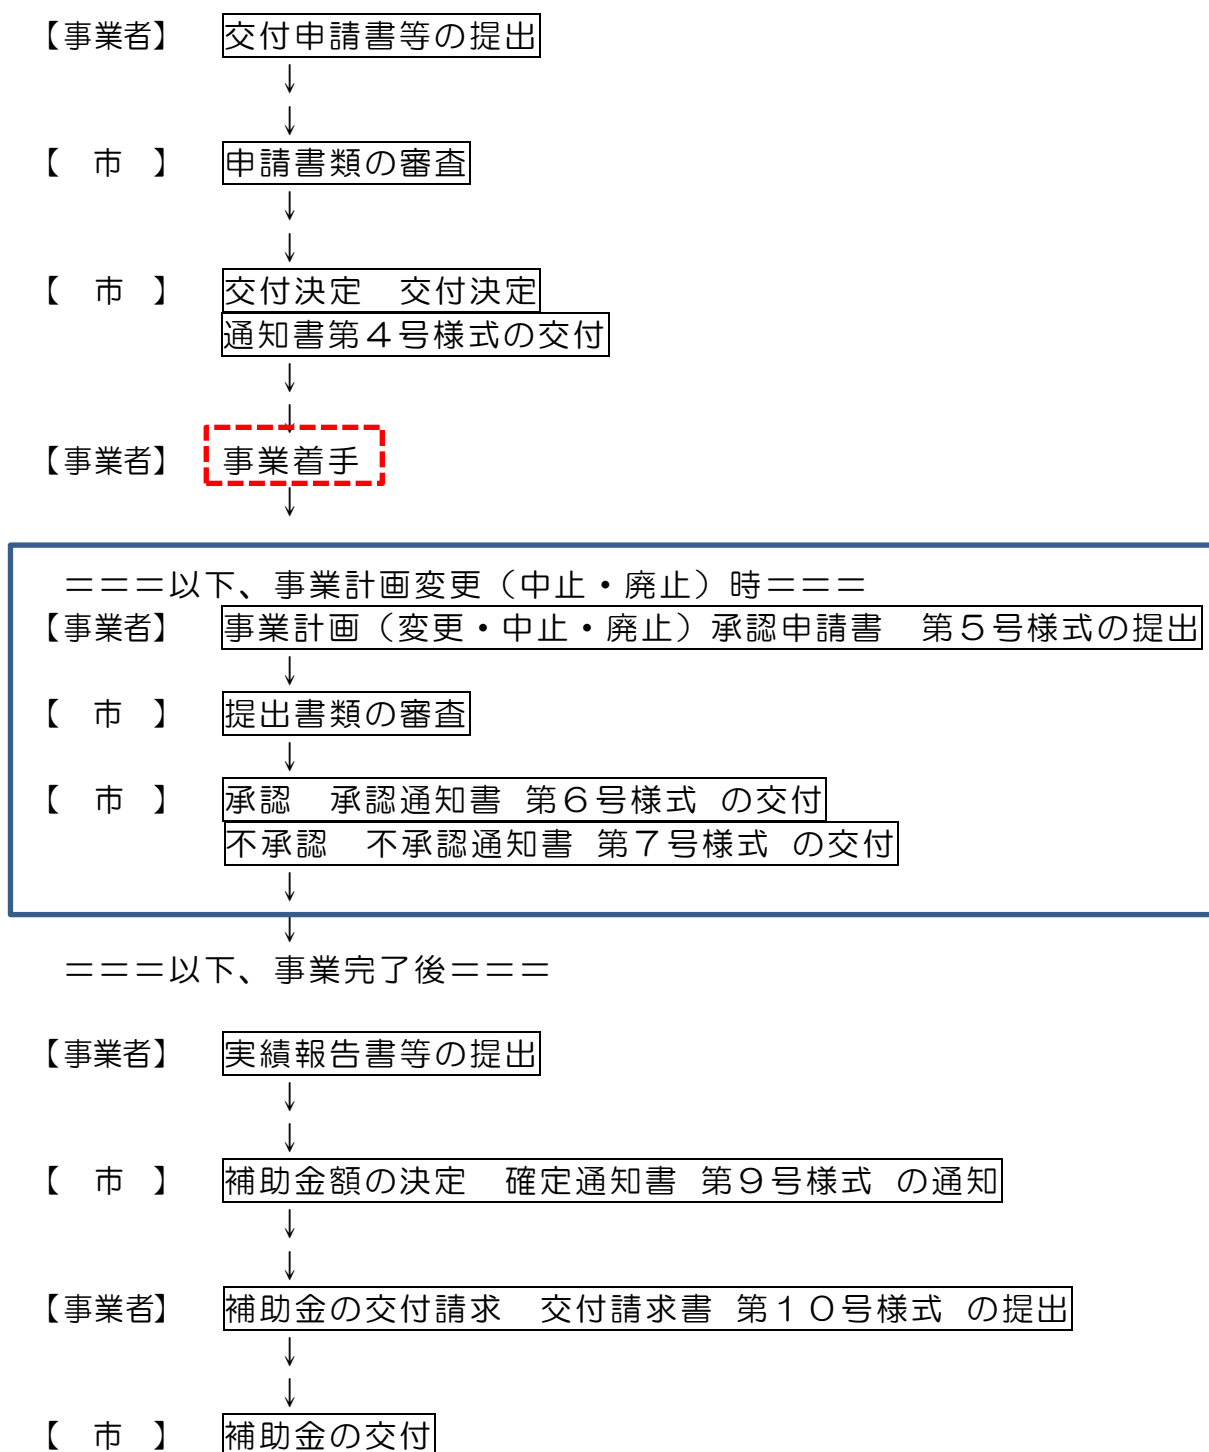 【事業者】 交付申請書等の提出
↓
↓
【 市 】 申請書類の審査
↓
↓
【 市 】 交付決定 交付決定
通知書第４号様式の交付
↓
↓
【事業者】 事業着手
↓
＝＝＝以下、事業計画変更（中止・廃止）時＝＝＝
【事業者】 事業計画（変更・中止・廃止）承認申請書 第５号様式の提出
↓
【 市 】 提出書類の審査
↓
【 市 】 承認 承認通知書 第６号様式 の交付
不承認 不承認通知書 第７号様式 の交付
↓
↓
＝＝＝以下、事業完了後＝＝＝
【事業者】 実績報告書等の提出
↓
↓
【 市 】 補助金額の決定 確定通知書 第９号様式 の通知
↓
↓
【事業者】 補助金の交付請求 交付請求書 第１０号様式 の提出
↓
↓
【 市 】 補助金の交付